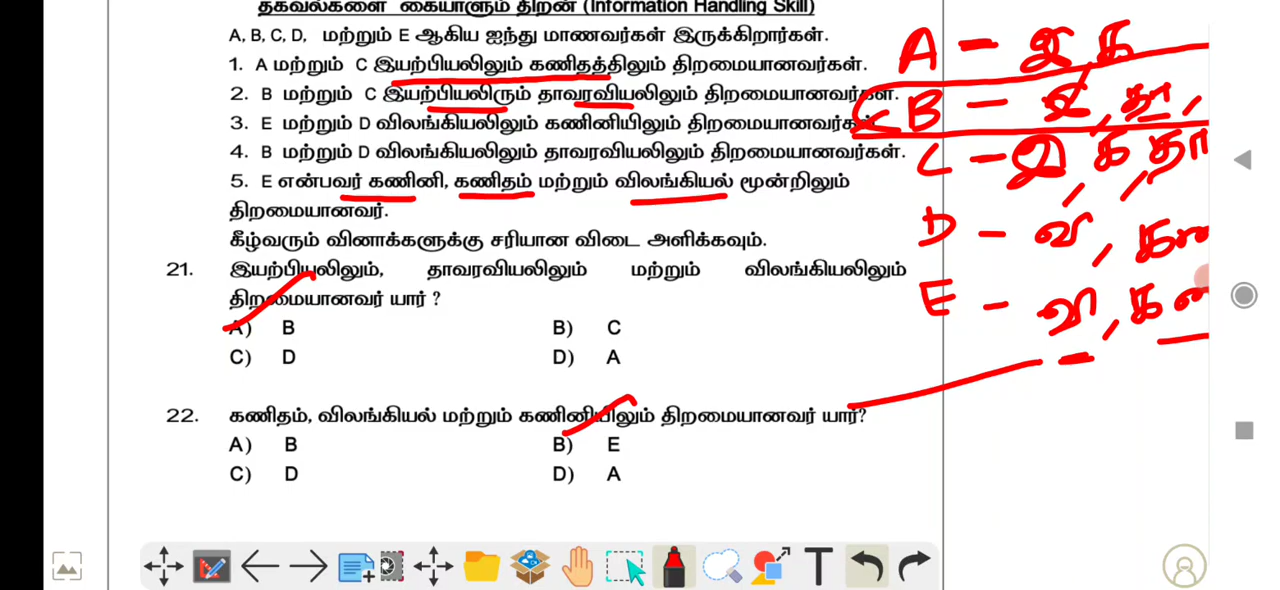 தகவல்களை கையாளும் திறன் (Information Handling Skill)
A, B, C, D, மற்றும் E ஆகிய ஐந்து மாணவர்கள் இருக்கிறார்கள்.
1. A மற்றும் C இயற்பியலிலும் கணிதத்திலும் திறமையானவர்கள்.
2. B மற்றும் C இயற்பியலிரும் தாவரவியலிலும் திறமையானவர்கள்.
3. E மற்றும் D விலங்கியலிலும் கணினியிலும் திறமையானவர்கள்.
4. B மற்றும் D விலங்கியலிலும் தாவரவியலிலும் திறமையானவர்கள்.
5. E என்பவர் கணினி, கணிதம் மற்றும் விலங்கியல் மூன்றிலும்
திறமையானவர்.
கீழ்வரும் வினாக்களுக்கு சரியான விடை அளிக்கவும்.
21. இயற்பியலிலும், தாவரவியலிலும் மற்றும் விலங்கியலிலும்
திறமையானவர் யார் ?
A) B B) C
C) D D) A
22. கணிதம், விலங்கியல் மற்றும் கணினியிலும் திறமையானவர் யார்?
A) B B) E
C) D D) A
A - இ, க
B - இ, தா,
C - இ, க, தா
D - வி, கணி
E - வி, கணி
T